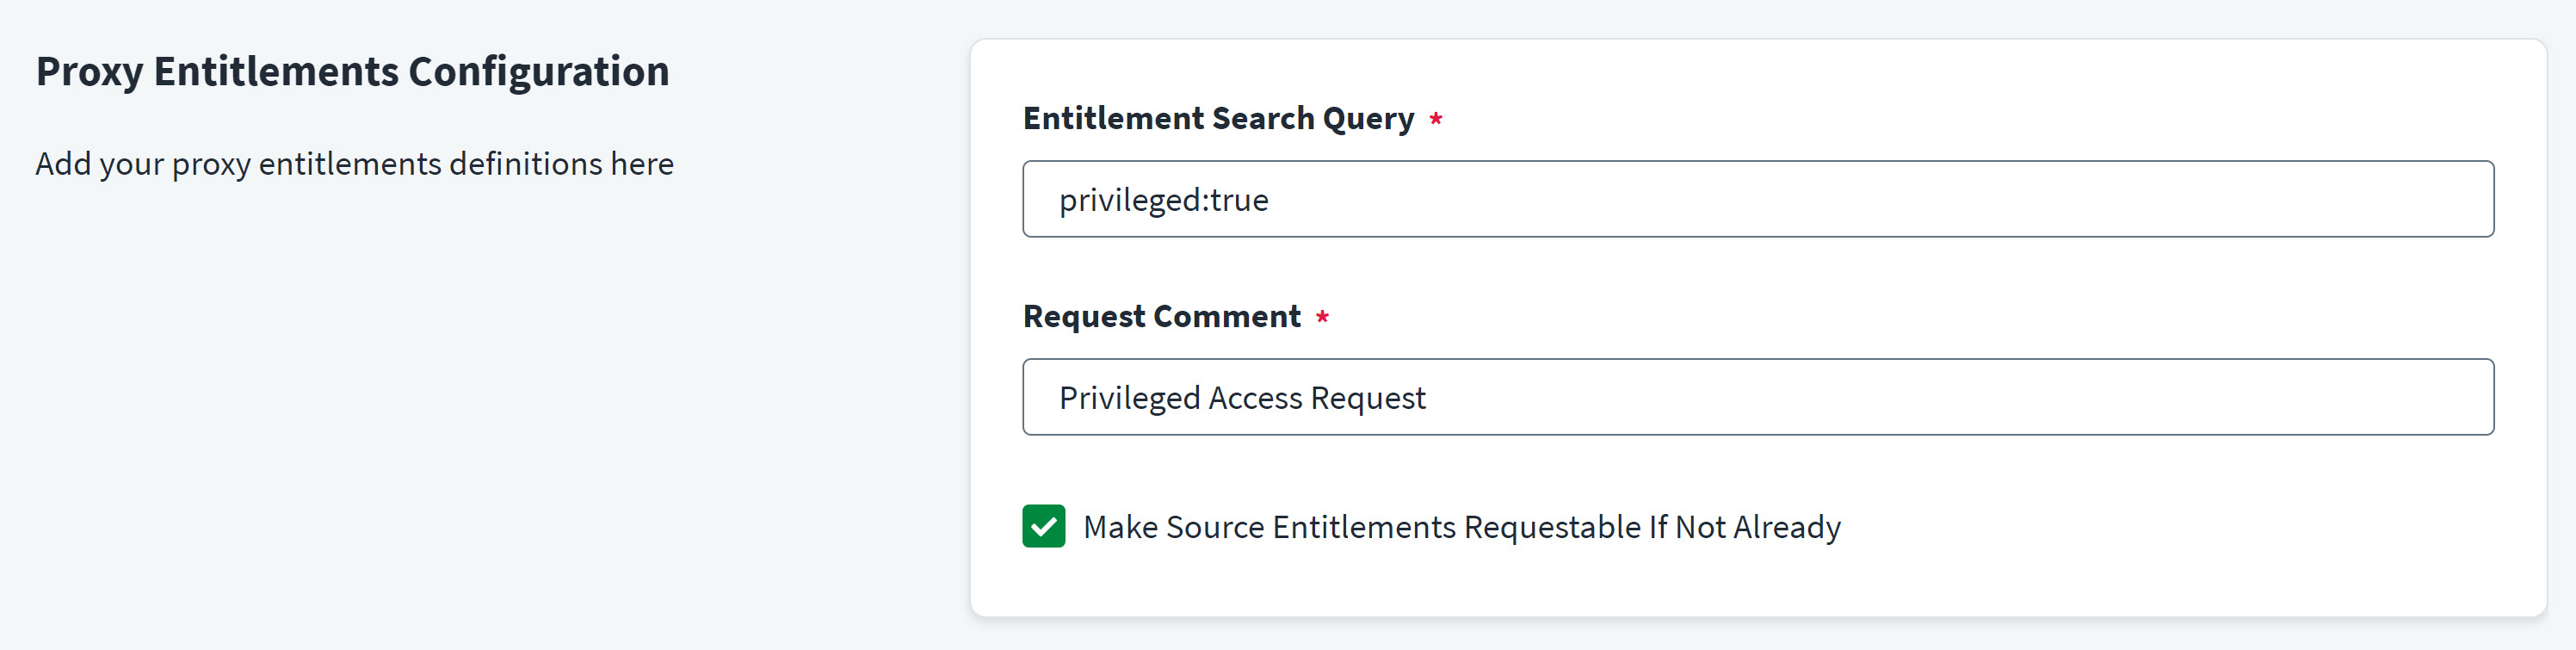 Proxy Entitlements Configuration
Add your proxy entitlements definitions here
Entitlement Search Query *
privileged:true
Request Comment *
Privileged Access Request
Make Source Entitlements Requestable If Not Already